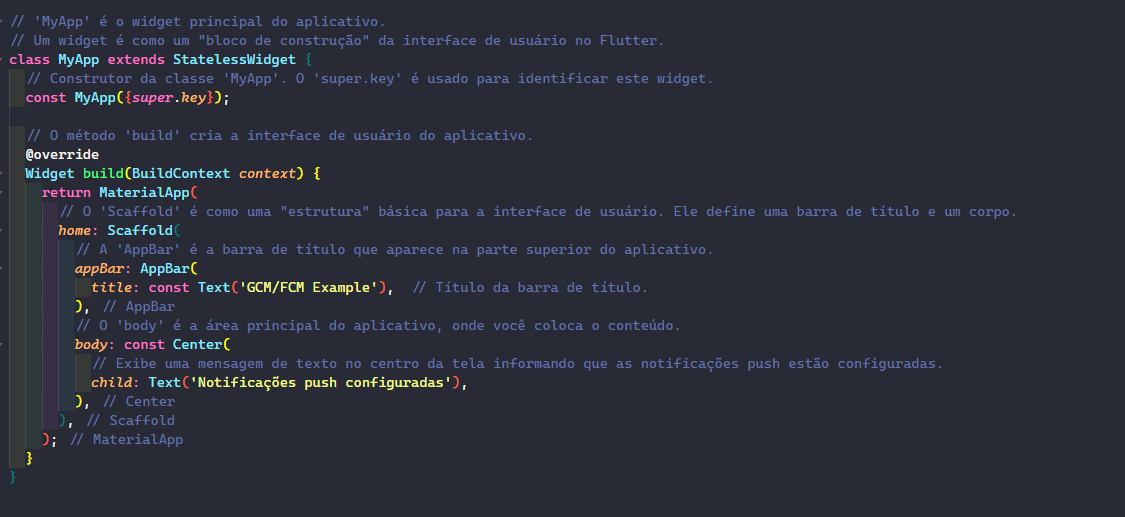 // 'MyApp' é o widget principal do aplicativo.
// Um widget é como um "bloco de construção" da interface de usuário no Flutter.
class MyApp extends StatelessWidget {
// Construtor da classe 'MyApp'. O 'super.key' é usado para identificar este widget.
const MyApp({super.key});
// O método 'build' cria a interface de usuário do aplicativo.
@override
Widget build(BuildContext context) {
return MaterialApp(
// O 'Scaffold' é como uma "estrutura" básica para a interface de usuário. Ele define uma barra de título e um corpo.
home: Scaffold(
// A 'AppBar' é a barra de título que aparece na parte superior do aplicativo.
appBar: AppBar(
title: const Text('GCM/FCM Example'), // Título da barra de título.
), // AppBar
// O 'body' é a área principal do aplicativo, onde você coloca o conteúdo.
body: const Center(
// Exibe uma mensagem de texto no centro da tela informando que as notificações push estão configuradas.
child: Text('Notificações push configuradas'),
), // Center
), // Scaffold
); // MaterialApp
}
}